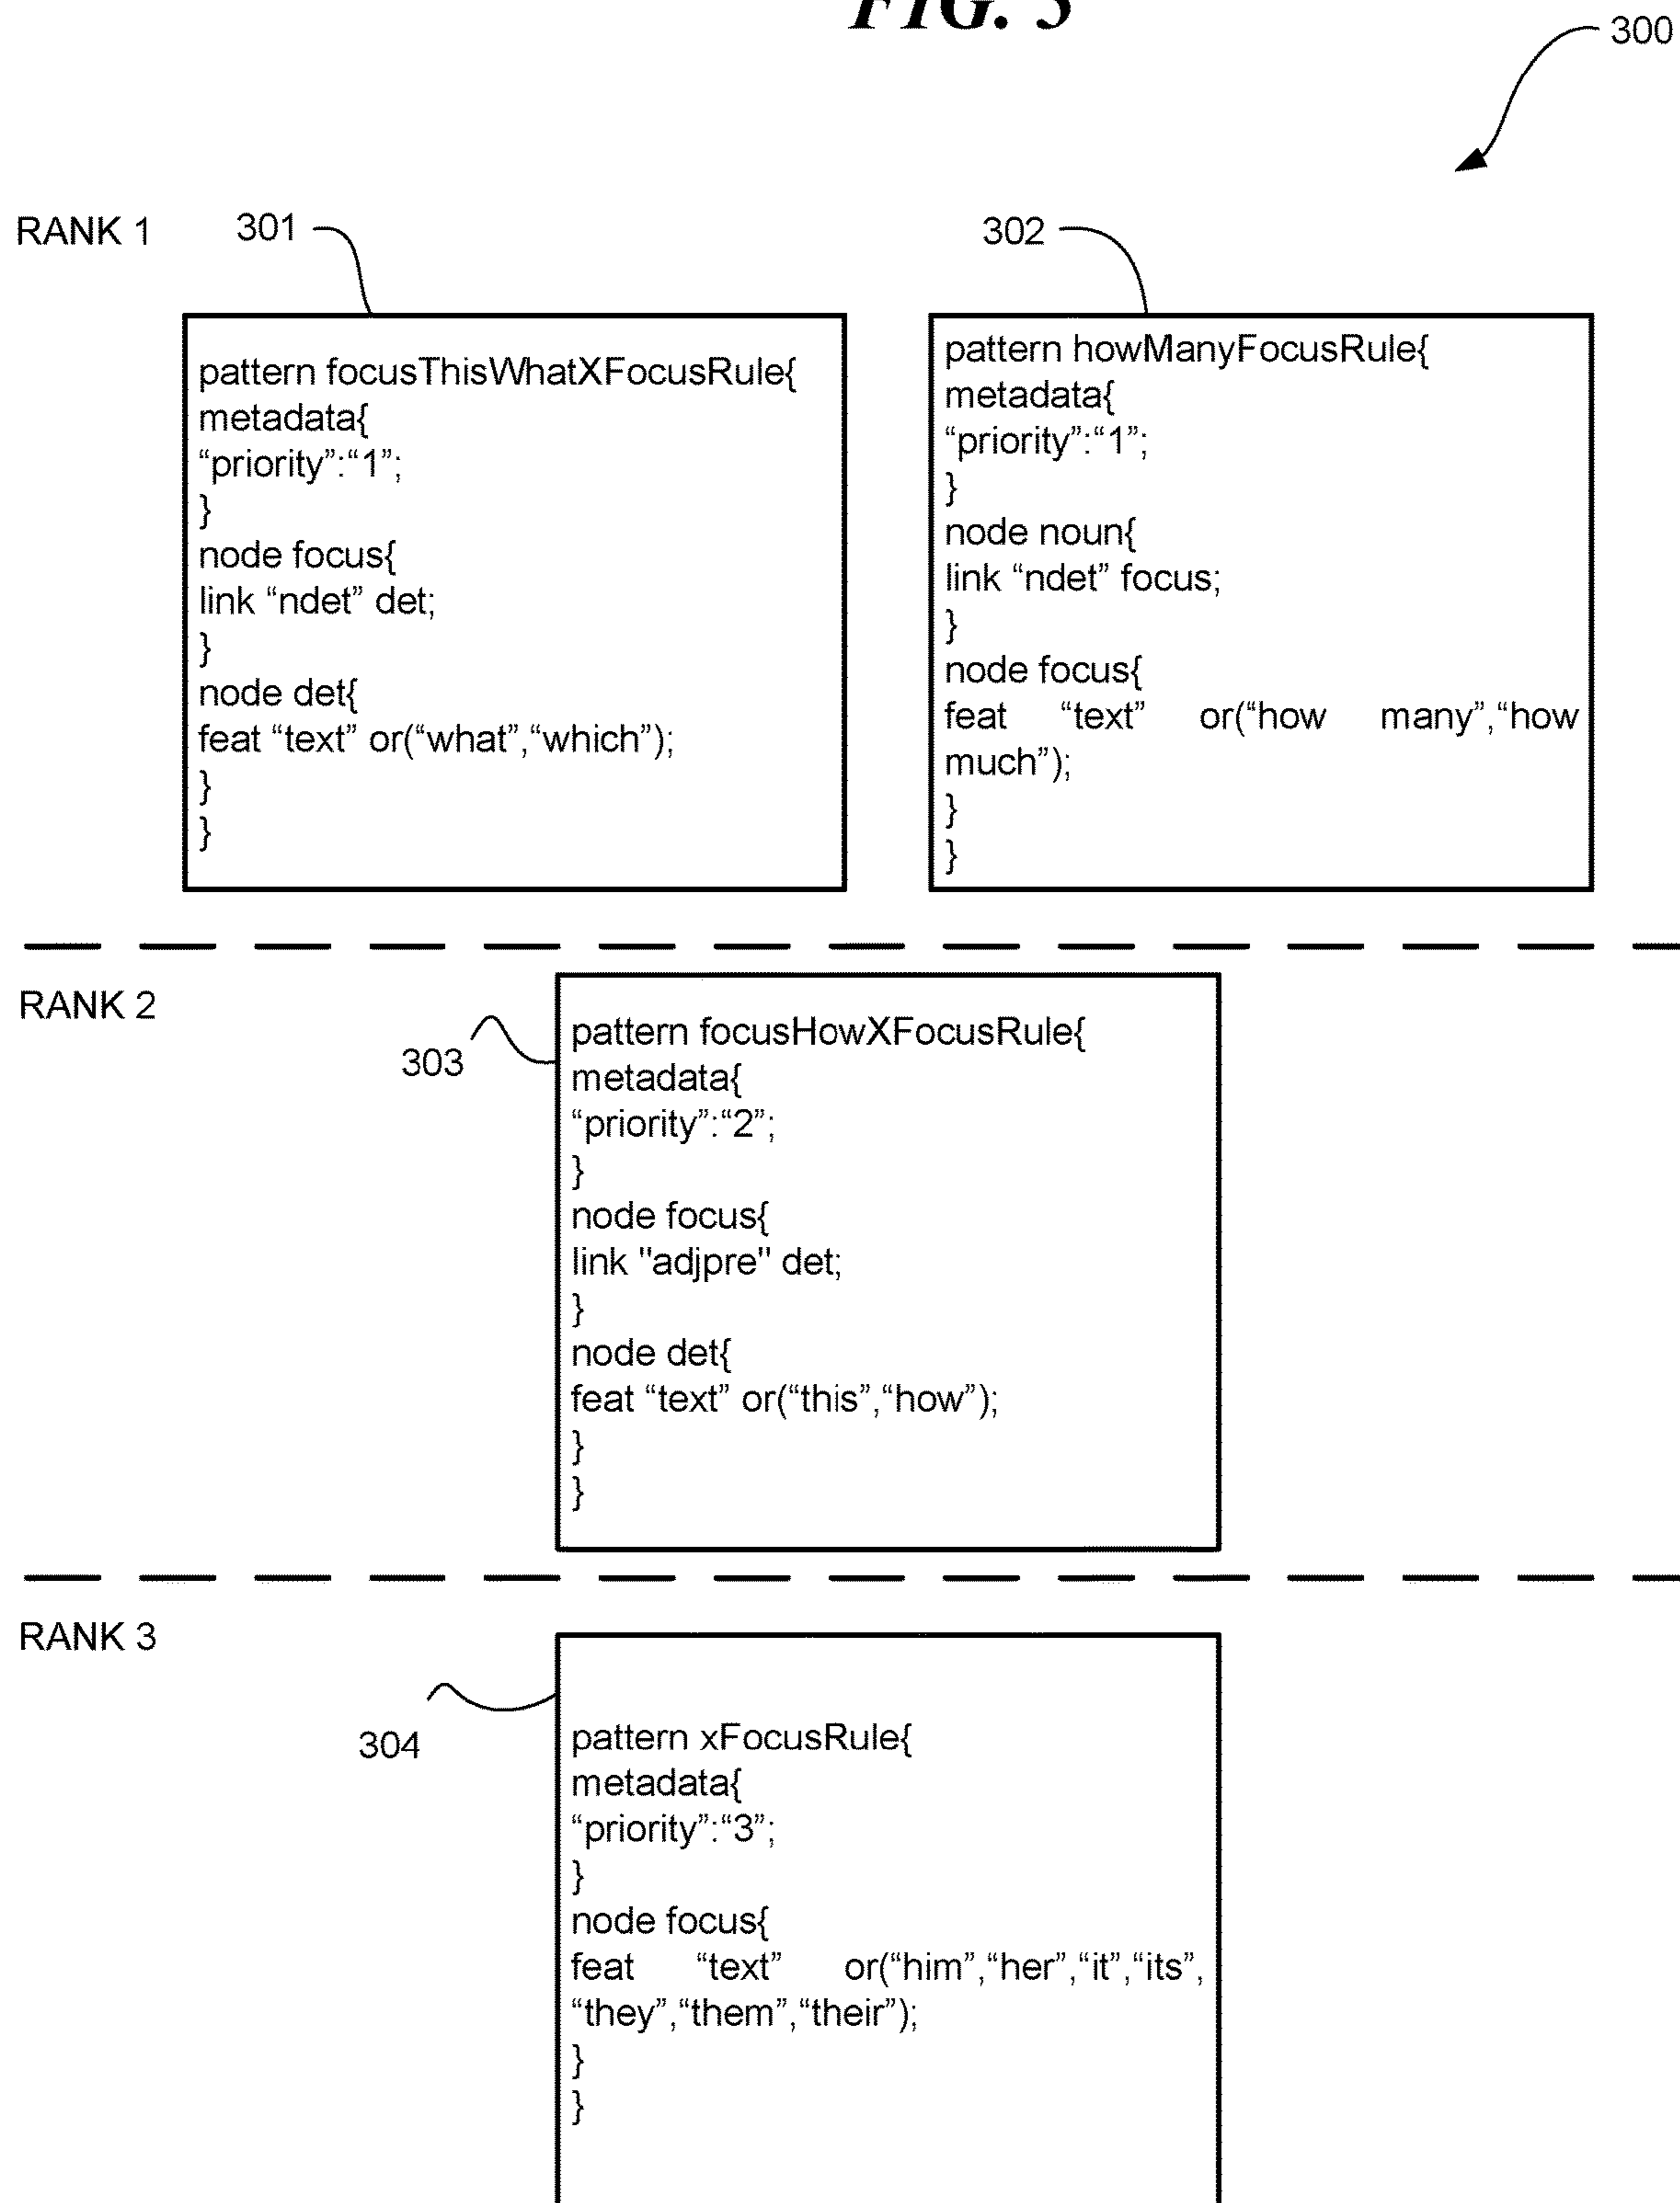 FIG. 3
300
RANK 1
301
302
pattern focusThisWhatXFocusRule{
metadata{
“priority”:“1”;
}
node focus{
link “ndet” det;
}
node det{
feat “text” or(“what”,“which”);
}
}
pattern howManyFocusRule{
metadata{
“priority”:“1”;
}
node noun{
link “ndet” focus;
}
node focus{
feat “text” or(“how many”,“how
much”);
}
}
RANK 2
303
pattern focusHowXFocusRule{
metadata{
“priority”:“2”;
}
node focus{
link "adjpre" det;
}
node det{
feat “text” or(“this”,“how”);
}
}
RANK 3
304
pattern xFocusRule{
metadata{
“priority”:“3”;
}
node focus{
feat “text” or(“him”,“her”,“it”,“its”,
“they”,“them”,“their”);
}
}